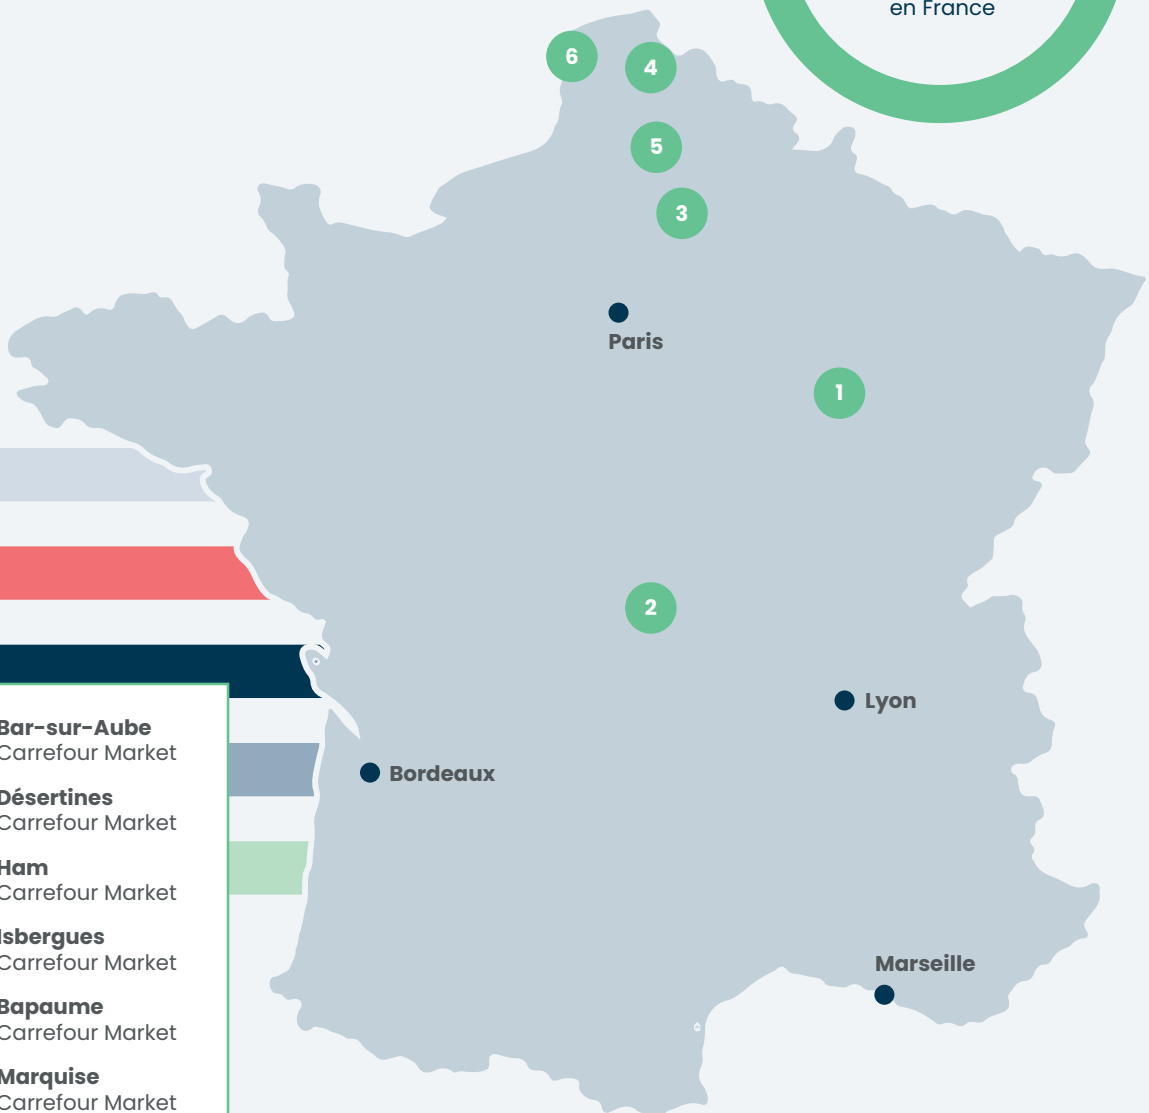 en France
6
4
5
3
Paris
1
2
Lyon
Bordeaux
Marseille
Bar-sur-Aube
Carrefour Market
Désertines
Carrefour Market
Ham
Carrefour Market
Isbergues
Carrefour Market
Bapaume
Carrefour Market
Marquise
Carrefour Market